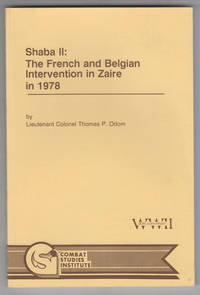 Shaba II:
The French and Belgian
Intervention in Zaire
in 1978
by
Lieutenant Colonel Thomas P. Odom
COMBAT
STUDIES
INSTITUTE